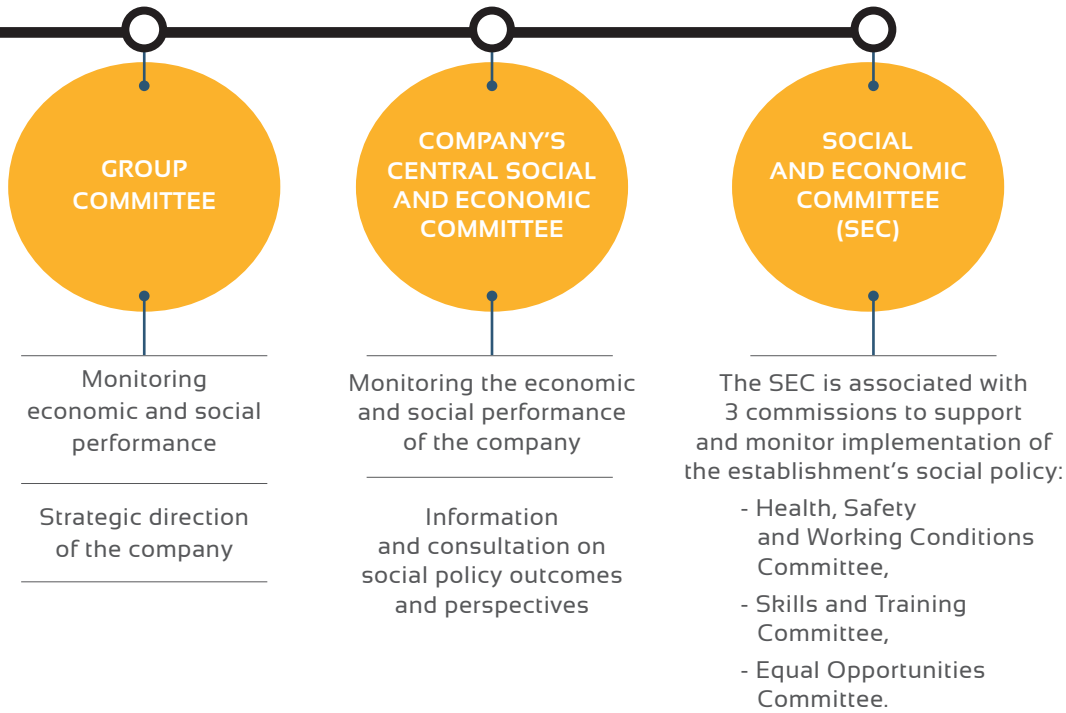 GROUP
COMMITTEE
Monitoring
economic and social
performance
Strategic direction
of the company
COMPANY’S
CENTRAL SOCIAL
AND ECONOMIC
COMMITTEE
Monitoring the economic
and social performance
of the company
Information
and consultation on
social policy outcomes
and perspectives
SOCIAL
AND ECONOMIC
COMMITTEE
(SEC)
The SEC is associated with
3 commissions to support
and monitor implementation of
the establishment’s social policy:
- Health, Safety
and Working Conditions
Committee,
- Skills and Training
Committee,
- Equal Opportunities
Committee.